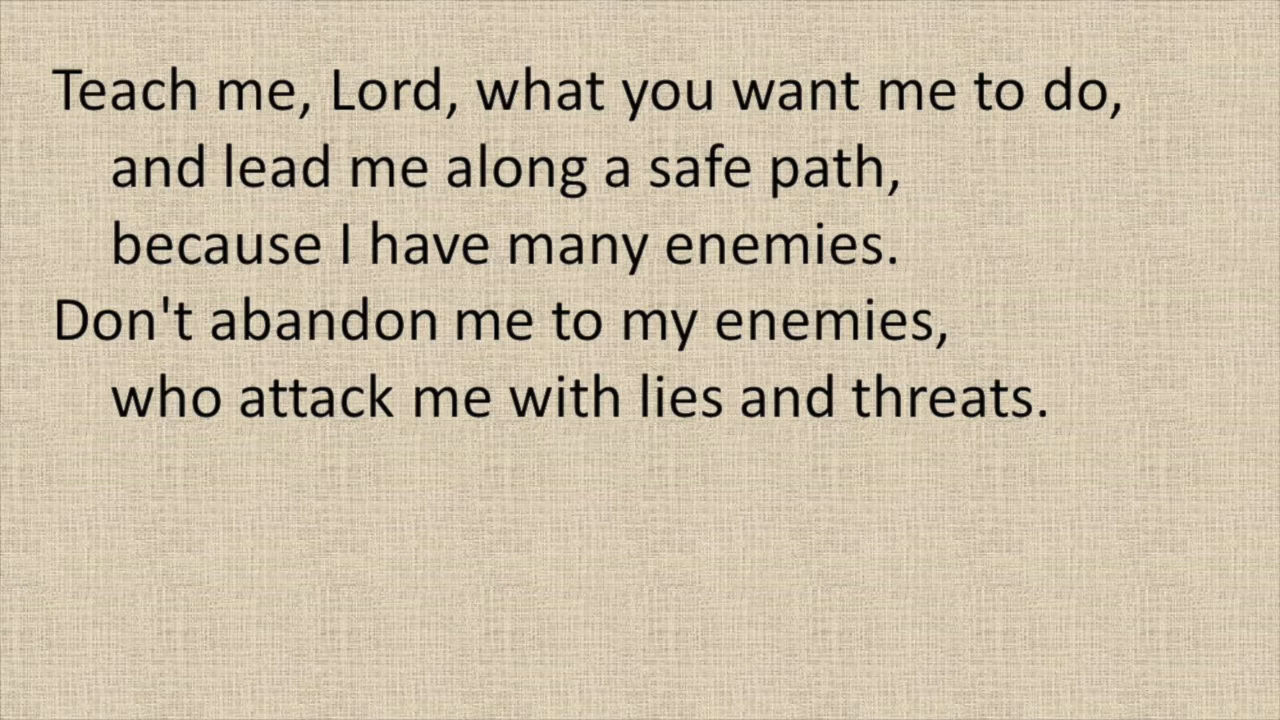 Teach me, Lord, what you want me to do,
and lead me along a safe path,
because I have many enemies.
Don't abandon me to my enemies,
who attack me with lies and threats.